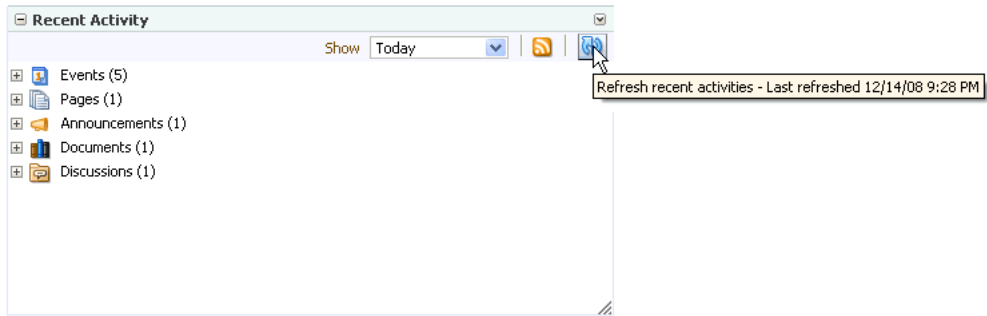 Recent Activity
Show Today
Refresh recent activities - Last refreshed 12/14/08 9:28 PM
Events (5)
Pages (1)
Announcements (1)
Documents (1)
Discussions (1)